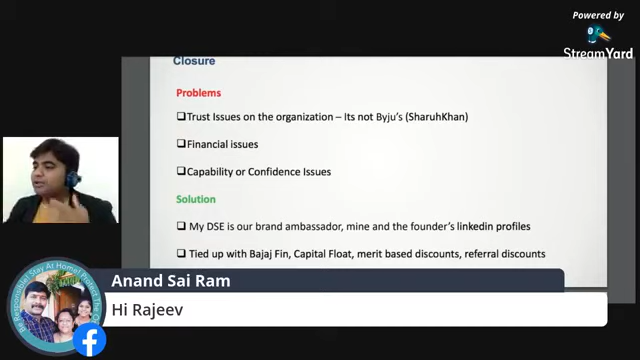 Powered by
StreamYard
Closure
Problems
Trust Issues on the organization – Its not Byju's (SharuhKhan)
Financial issues
Capability or Confidence Issues
Solution
My DSE is our brand ambassador, mine and the founder's linkedin profiles
Tied up with Bajaj Fin, Capital Float, merit based discounts, referral discounts
Anand Sai Ram
Hi Rajeev